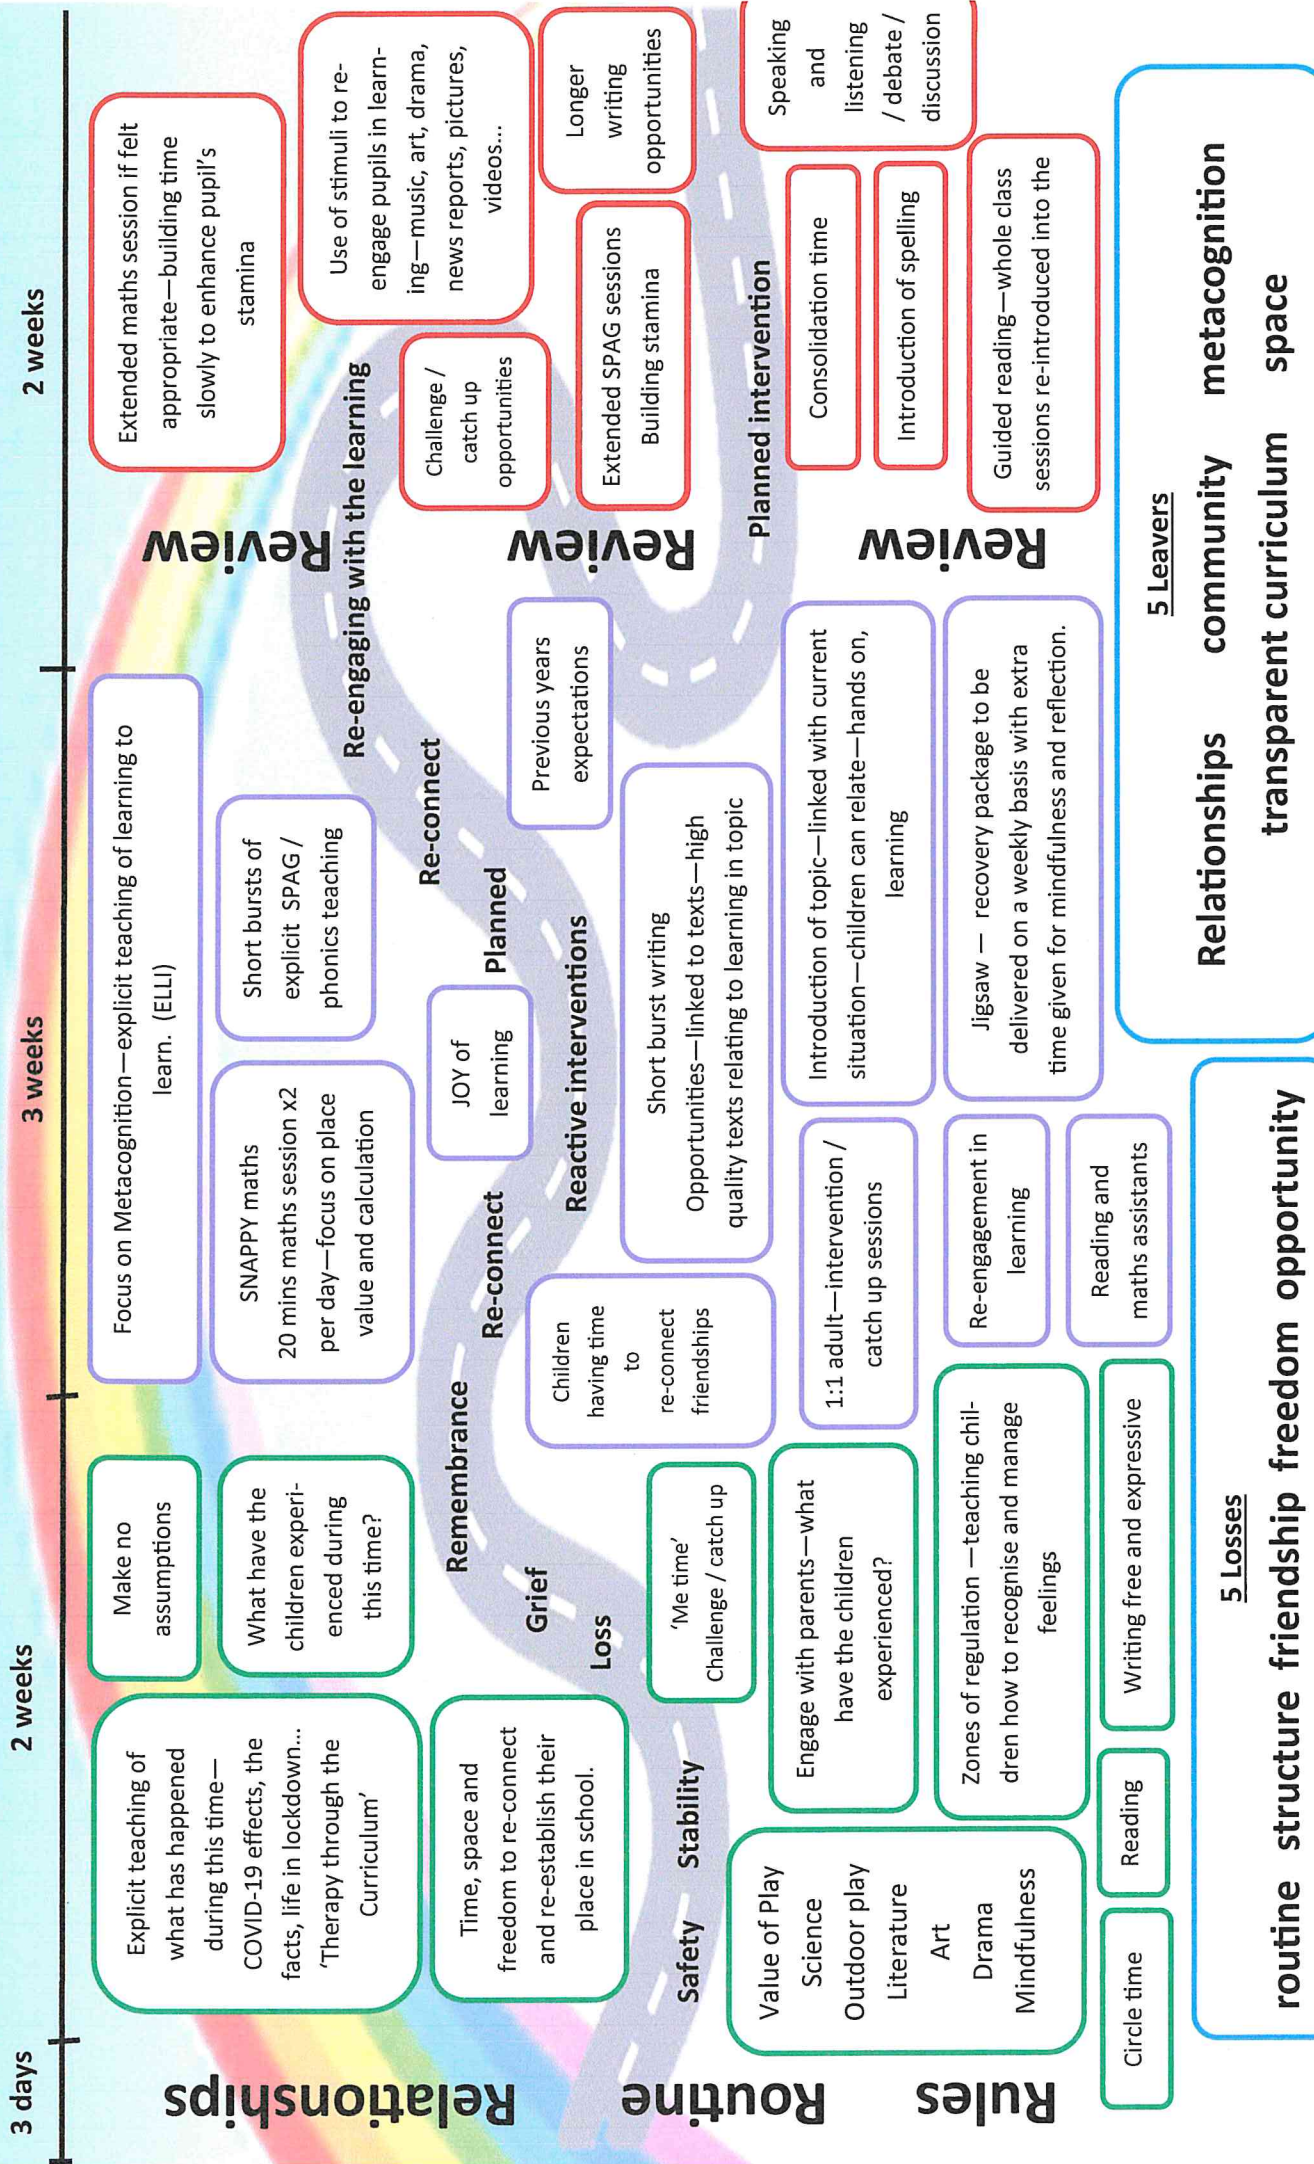 3 days
2 weeks
3 weeks
2 weeks
Relationships
Routine
Rules
Explicit teaching of
what has happened
during this time—
COVID-19 effects, the
facts, life in lockdown...
'Therapy through the
Curriculum'
Make no
assumptions
What have the
children experi-
enced during
this time?
Time, space and
freedom to re-connect
and re-establish their
place in school.
Safety
Stability
Loss
Grief
Remembrance
'Me time'
Challenge / catch up
Value of Play
Science
Outdoor play
Literature
Art
Drama
Mindfulness
Engage with parents—what
have the children
experienced?
Zones of regulation —teaching chil-
dren how to recognise and manage
feelings
Circle time
Reading
Writing free and expressive
Focus on Metacognition—explicit teaching of learning to
learn. (ELLI)
SNAPPY maths
20 mins maths session x2
per day—focus on place
value and calculation
Short bursts of
explicit SPAG /
phonics teaching
JOY of
learning
Re-connect
Reactive interventions
Planned
Re-connect
Re-engaging with the learning
Children
having time
to
re-connect
friendships
Previous years
expectations
Short burst writing
Opportunities—linked to texts—high
quality texts relating to learning in topic
1:1 adult—intervention /
catch up sessions
Introduction of topic—linked with current
situation—children can relate—hands on,
learning
Re-engagement in
learning
Jigsaw — recovery package to be
delivered on a weekly basis with extra
time given for mindfulness and reflection.
Reading and
maths assistants
Review
Review
Review
Extended maths session if felt
appropriate—building time
slowly to enhance pupil's
stamina
Use of stimuli to re-
engage pupils in learn-
ing—music, art, drama,
news reports, pictures,
videos...
Challenge /
catch up
opportunities
Extended SPAG sessions
Building stamina
Longer
writing
opportunities
Planned intervention
Consolidation time
Introduction of spelling
Speaking
and
listening
/ debate /
discussion
Guided reading—whole class
sessions re-introduced into the
5 Losses
routine structure friendship freedom opportunity
5 Leavers
Relationships community metacognition
transparent curriculum space